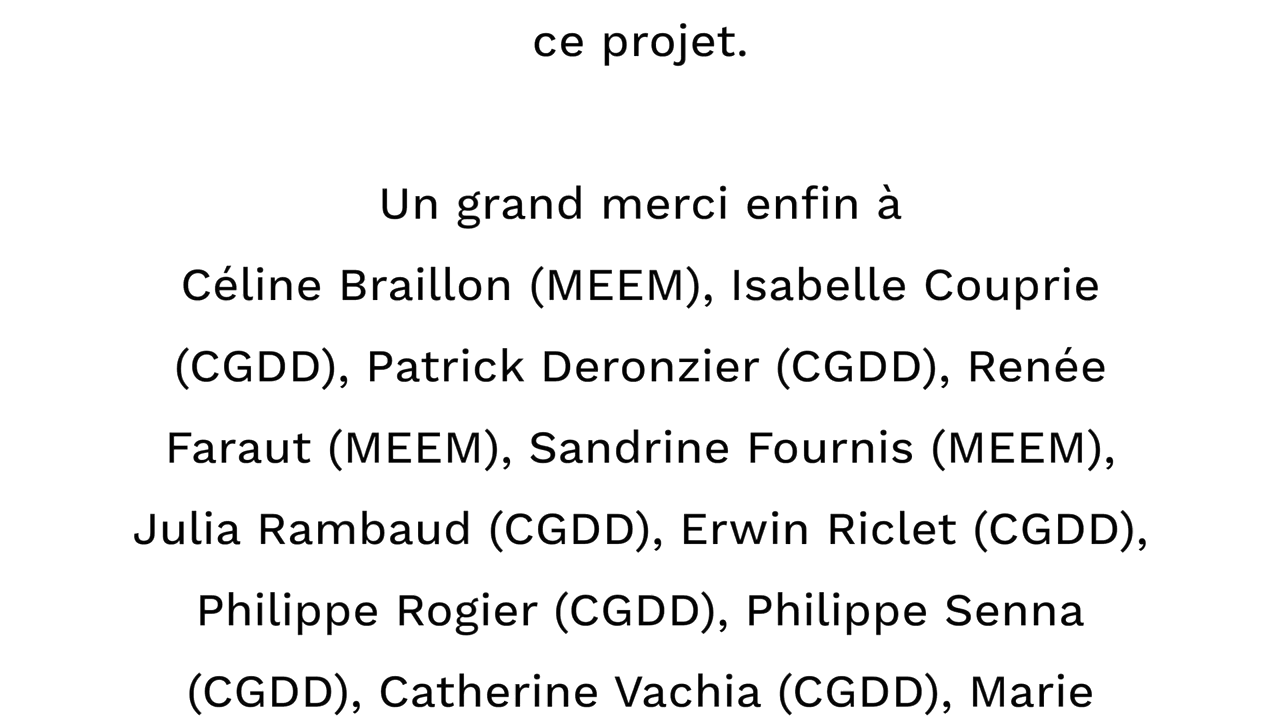 ce projet.
Un grand merci enfin à
Céline Braillon (MEEM), Isabelle Couprie
(CGDD), Patrick Deronzier (CGDD), Renée
Faraut (MEEM), Sandrine Fournis (MEEM),
Julia Rambaud (CGDD), Erwin Riclet (CGDD),
Philippe Rogier (CGDD), Philippe Senna
(CGDD), Catherine Vachia (CGDD), Marie